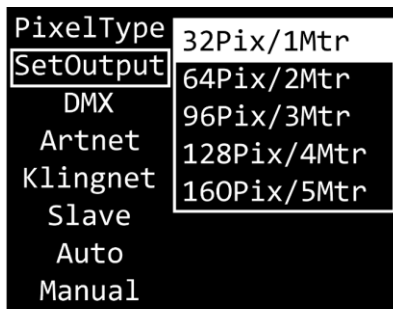 PixelType
SetOutput
DMX
Artnet
Klingnet
Slave
Auto
Manual
32Pix/1Mtr
64Pix/2Mtr
96Pix/3Mtr
128Pix/4Mtr
160Pix/5Mtr